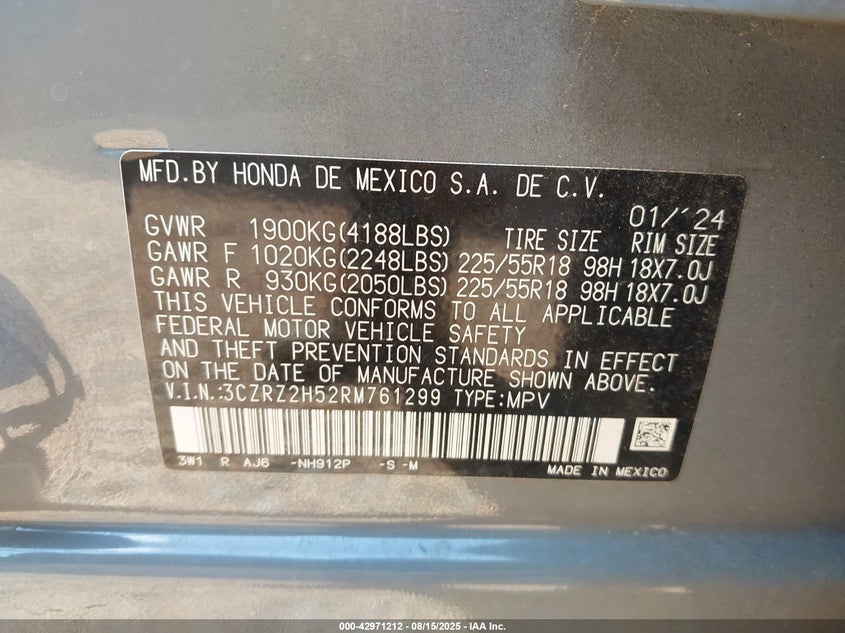 MFD.BY HONDA DE MEXICO S.A. DE C.V.
01/'24
GVWR 1900KG(4188LBS) TIRE SIZE RIM SIZE
GAWR F 1020KG(2248LBS) 225/55R18 98H 18X7.0J
GAWR R 930KG(2050LBS) 225/55R18 98H 18X7.0J
THIS VEHICLE CONFORMS TO ALL APPLICABLE
FEDERAL MOTOR VEHICLE SAFETY
AND THEFT PREVENTION STANDARDS IN EFFECT
ON THE DATE OF MANUFACTURE SHOWN ABOVE.
V.I.N.:3CZRZ2H52RM761299 TYPE:MPV
3W1 R AJ6 -NH912P -S -M
MADE IN MEXICO
000-42971212 - 08/15/2025 - IAA Inc.